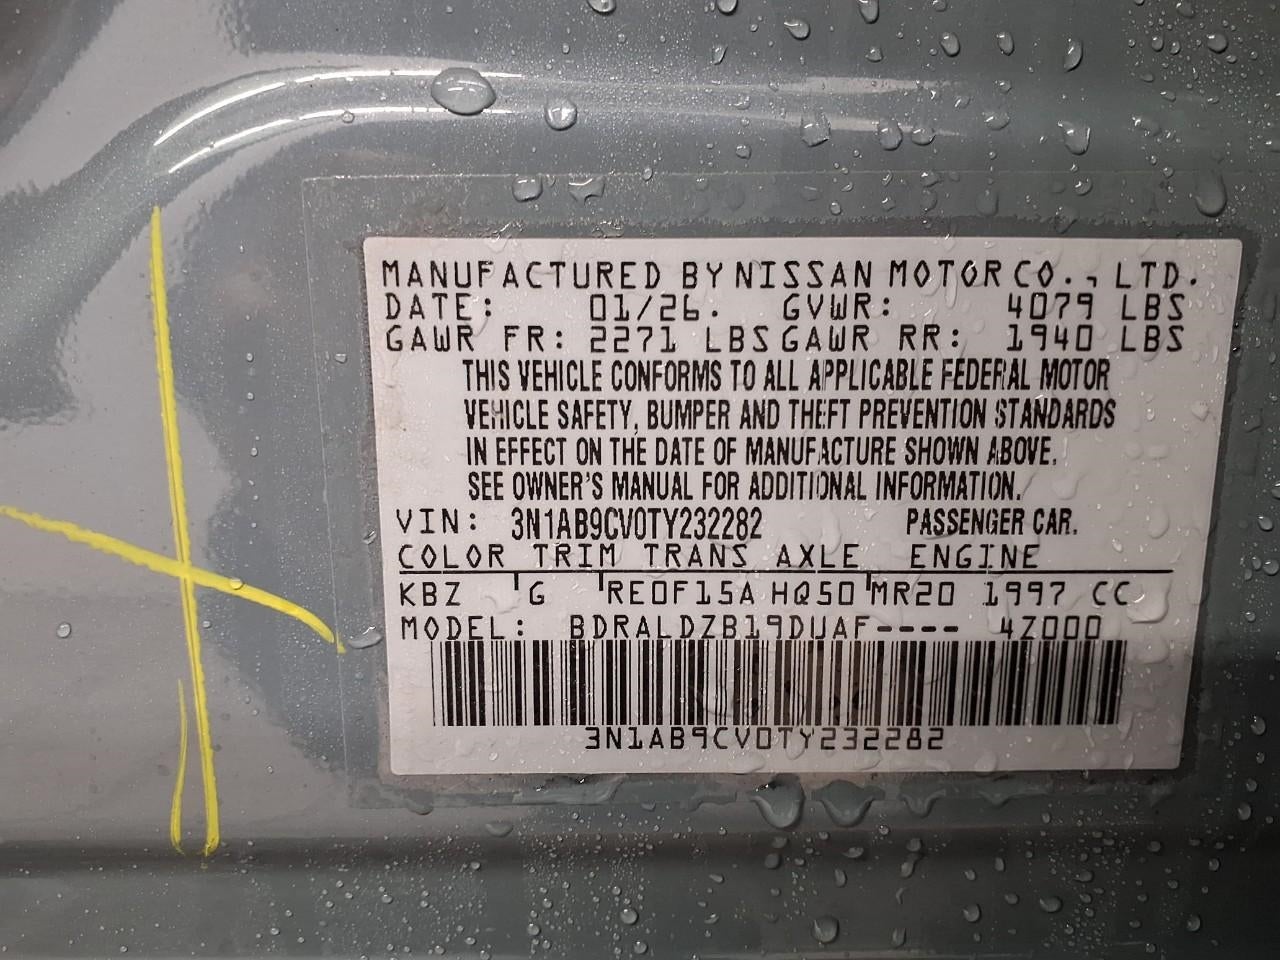 MANUFACTURED BY NISSAN MOTOR CO., LTD.
DATE: 01/26. GVWR: 4079 LBS
GAWR FR: 2271 LBS GAWR RR: 1940 LBS
THIS VEHICLE CONFORMS TO ALL APPLICABLE FEDERAL MOTOR
VEHICLE SAFETY, BUMPER AND THEFT PREVENTION STANDARDS
IN EFFECT ON THE DATE OF MANUFACTURE SHOWN ABOVE.
SEE OWNER'S MANUAL FOR ADDITIONAL INFORMATION.
VIN: 3N1AB9CV0TY232282 PASSENGER CAR.
COLOR TRIM TRANS AXLE ENGINE
KBZ G RE0F15A HQ50 MR20 1997 CC
MODEL: BDRALDZB19DUAF---- 4Z000
3N1AB9CV0TY232282